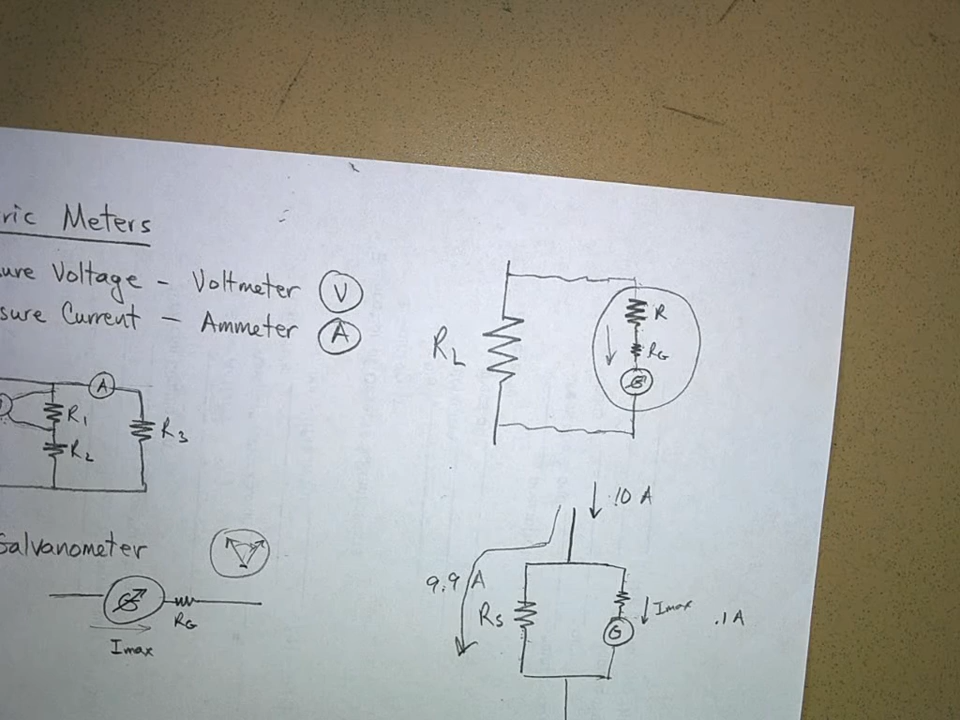 ric Meters
ure Voltage - Voltmeter V
sure Current - Ammeter A
A
R1
R2
R3
Galvanometer
G
RG
Imax
RL
R
RG
G
10 A
9.9 A
RS
G
Imax
.1 A